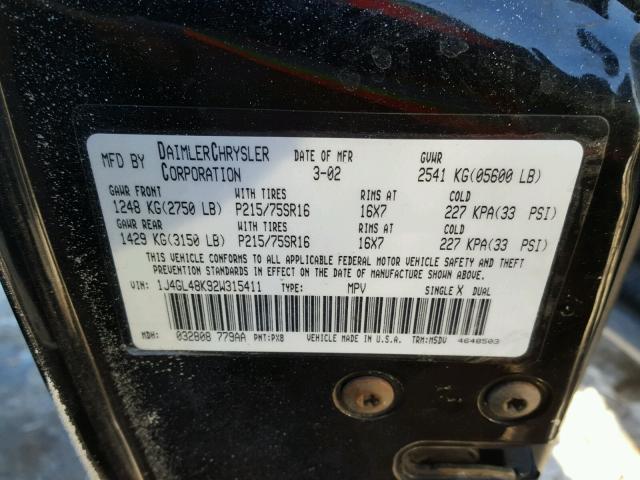 MFD BY DAIMLERCHRYSLER CORPORATION DATE OF MFR 3-02 GVWR 2541 KG(05600 LB)
GAWR FRONT WITH TIRES RIMS AT COLD
1248 KG(2750 LB) P215/75SR16 16X7 227 KPA(33 PSI)
GAWR REAR WITH TIRES RIMS AT COLD
1429 KG(3150 LB) P215/75SR16 16X7 227 KPA(33 PSI)
THIS VEHICLE CONFORMS TO ALL APPLICABLE FEDERAL MOTOR VEHICLE SAFETY AND THEFT
PREVENTION STANDARDS IN EFFECT ON THE DATE OF MANUFACTURE SHOWN ABOVE.
VIN: 1J4GL48K92W315411 TYPE: MPV SINGLE X DUAL
MDH: 032808 779AA PNT:PX8 VEHICLE MADE IN U.S.A. TRM:M5DV 4648503